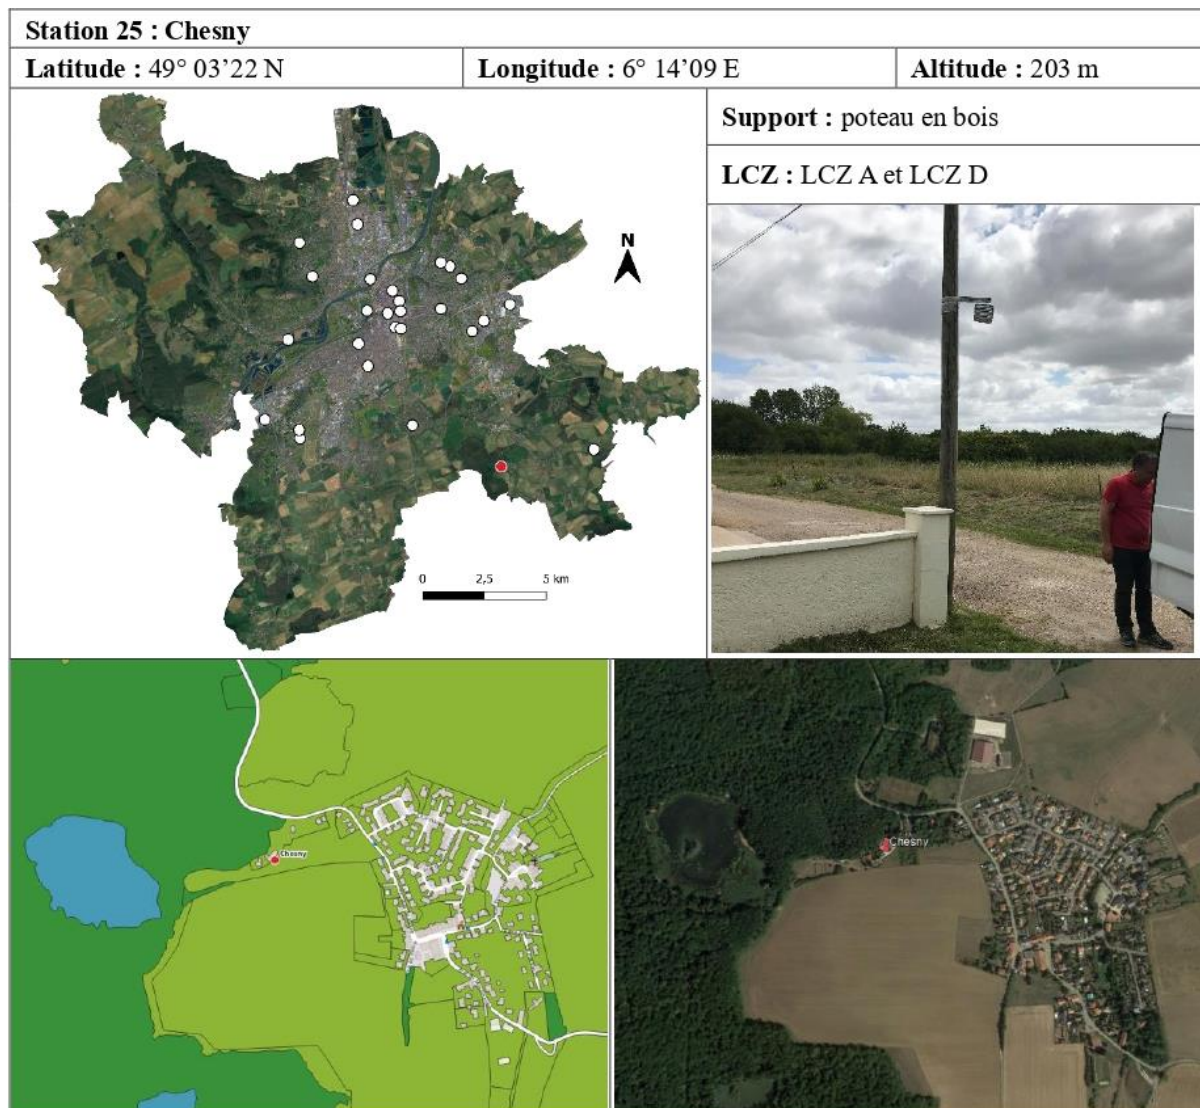 Station 25 : Chesny
Latitude : 49° 03’22 N
Longitude : 6° 14’09 E
Altitude : 203 m
Support : poteau en bois
LCZ : LCZ A et LCZ D
N
0 2,5 5 km
Chesny
Chesny